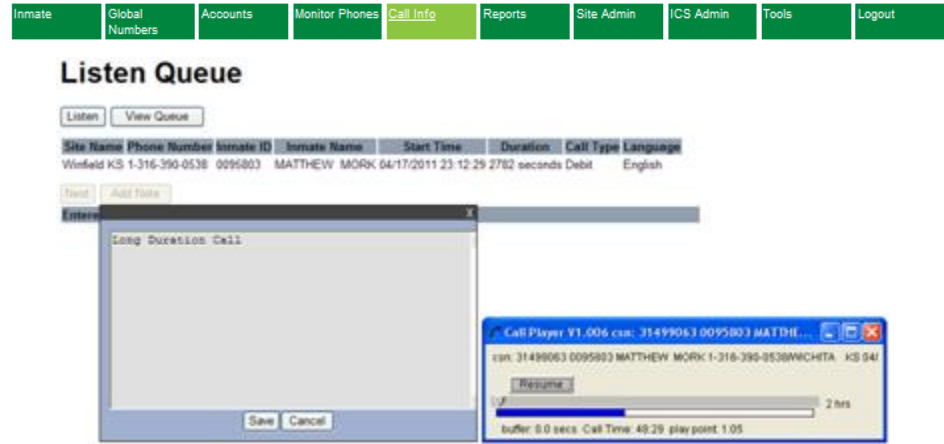 Inmate Global Numbers Accounts Monitor Phones Call Info Reports Site Admin ICS Admin Tools Logout
Listen Queue
Listen View Queue
Site Name Phone Number Inmate ID Inmate Name Start Time Duration Call Type Language
Winfield KS 1-316-390-0538 0095803 MATTHEW MORK 04/17/2011 23:12:29 2782 seconds Debit English
Next Add Note
Entere
X
Long Duration Call
Save Cancel
Call Player V1.006 csn: 31499063 0095803 MATTHE...
csn: 31499063 0095803 MATTHEW MORK 1-316-390-0538/WICHITA KS 04/
Resume
2 hrs
buffer: 0.0 secs Call Time: 48:29 play point: 1.05